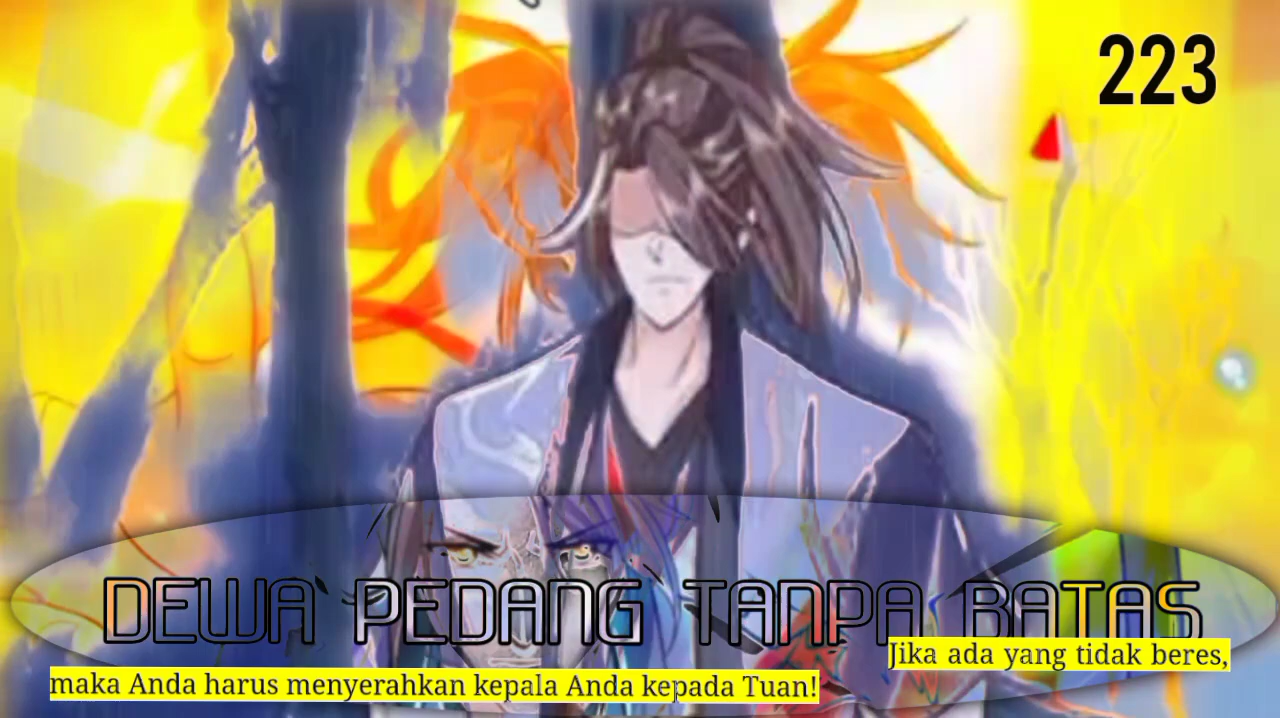 223
DEWA PEDANG TANPA BATAS
Jika ada yang tidak beres,
maka Anda harus menyerahkan kepala Anda kepada Tuan!